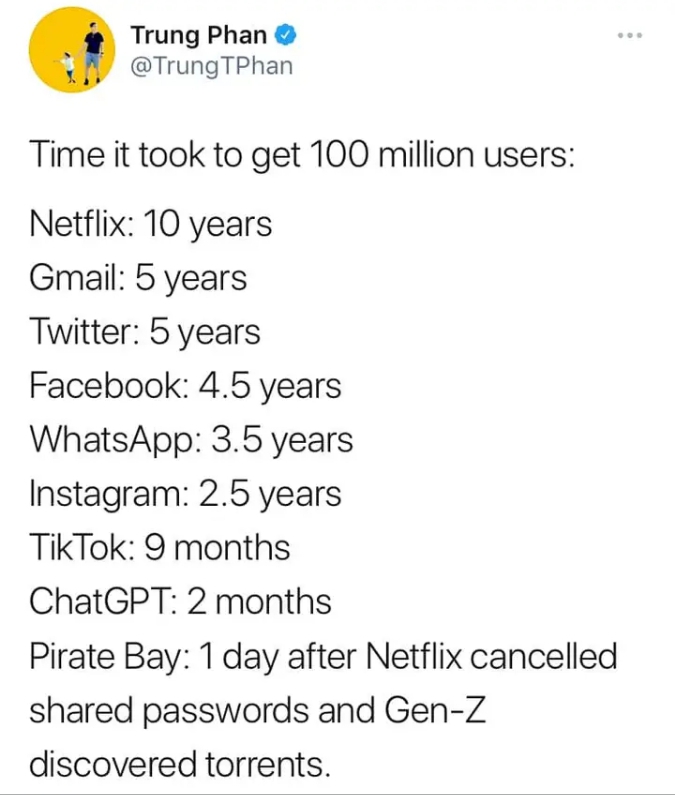 Trung Phan
@TrungTPhan
Time it took to get 100 million users:
Netflix: 10 years
Gmail: 5 years
Twitter: 5 years
Facebook: 4.5 years
WhatsApp: 3.5 years
Instagram: 2.5 years
TikTok: 9 months
ChatGPT: 2 months
Pirate Bay: 1 day after Netflix cancelled
shared passwords and Gen-Z
discovered torrents.